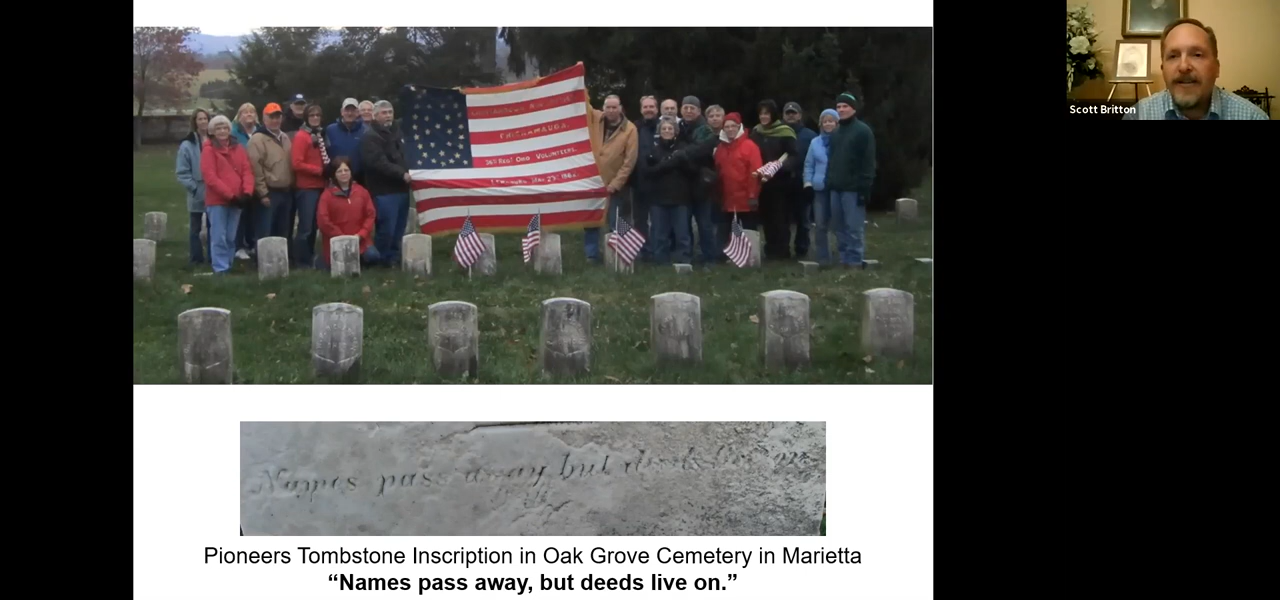 Scott Britton
CHICKAMAUGA.
36TH REGT OHIO VOLUNTEERS.
Names pass away but
Pioneers Tombstone Inscription in Oak Grove Cemetery in Marietta
“Names pass away, but deeds live on.”